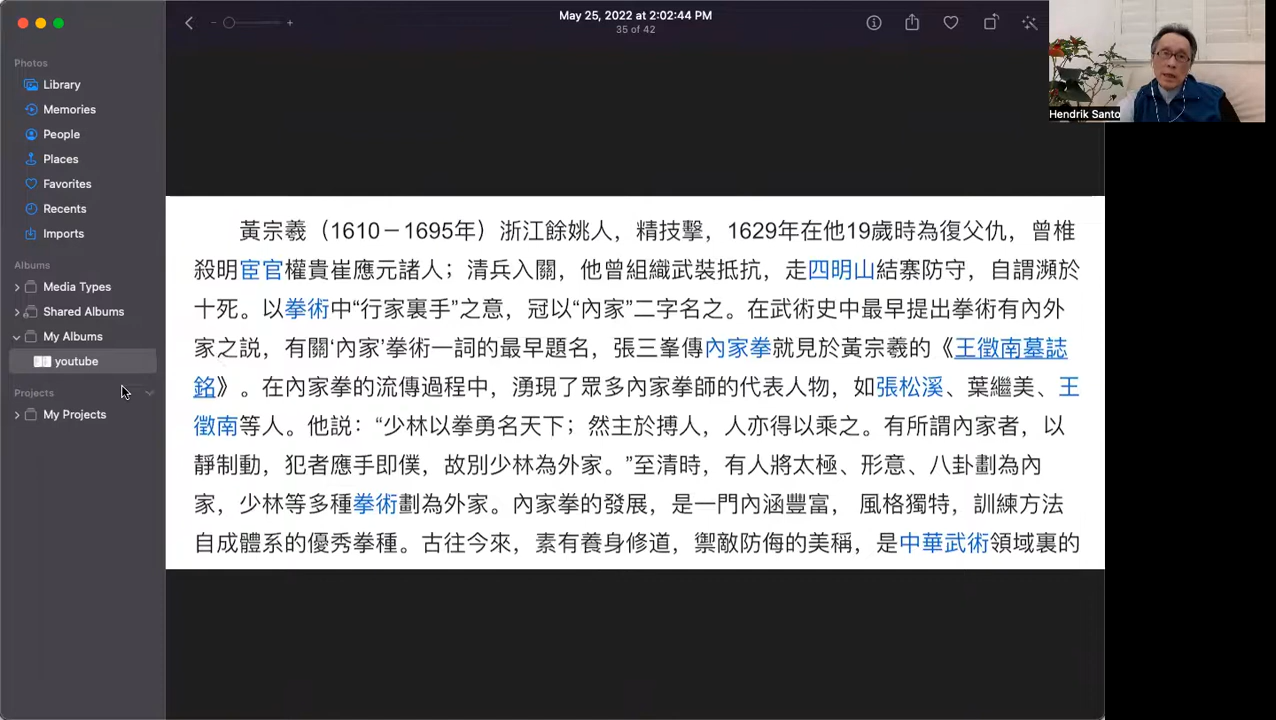 May 25, 2022 at 2:02:44 PM
35 of 42
Photos
Library
Memories
People
Places
Favorites
Recents
Imports
Albums
Media Types
Shared Albums
My Albums
youtube
Projects
My Projects
Hendrik Santo
黃宗羲（1610－1695年）浙江餘姚人，精技擊，1629年在他19歲時為復父仇，曾椎
殺明宦官權貴崔應元諸人；清兵入關，他曾組織武裝抵抗，走四明山結寨防守，自謂瀕於
十死。以拳術中“行家裏手”之意，冠以“內家”二字名之。在武術史中最早提出拳術有內外
家之説，有關‘內家’拳術一詞的最早題名，張三峯傳內家拳就見於黃宗羲的《王徵南墓誌
銘》。在內家拳的流傳過程中，湧現了眾多內家拳師的代表人物，如張松溪、葉繼美、王
徵南等人。他説：“少林以拳勇名天下；然主於搏人，人亦得以乘之。有所謂內家者，以
靜制動，犯者應手即僕，故別少林為外家。”至清時，有人將太極、形意、八卦劃為內
家，少林等多種拳術劃為外家。內家拳的發展，是一門內涵豐富， 風格獨特，訓練方法
自成體系的優秀拳種。古往今來，素有養身修道，禦敵防侮的美稱，是中華武術領域裏的